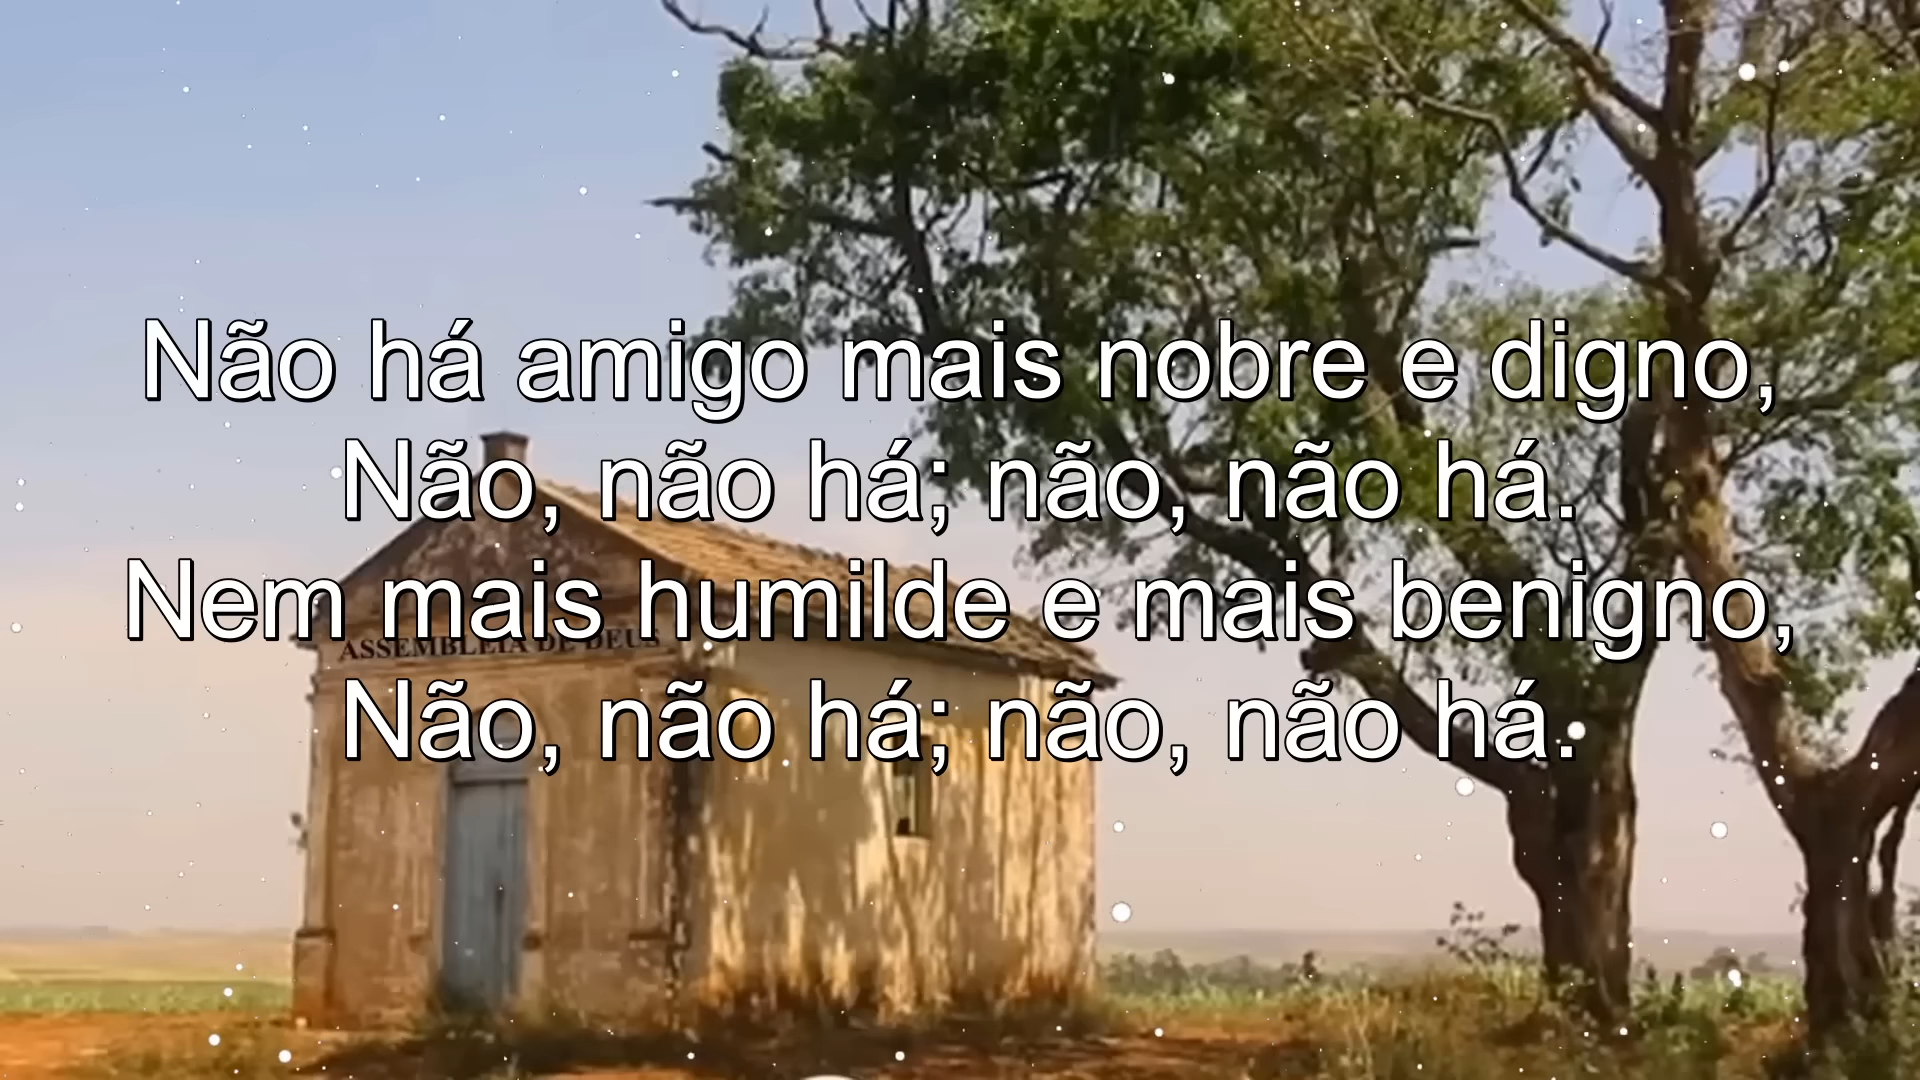 Não há amigo mais nobre e digno,
Não, não há; não, não há.
Nem mais humilde e mais benigno,
ASSEMBLEIA DE DEUS
Não, não há; não, não há.